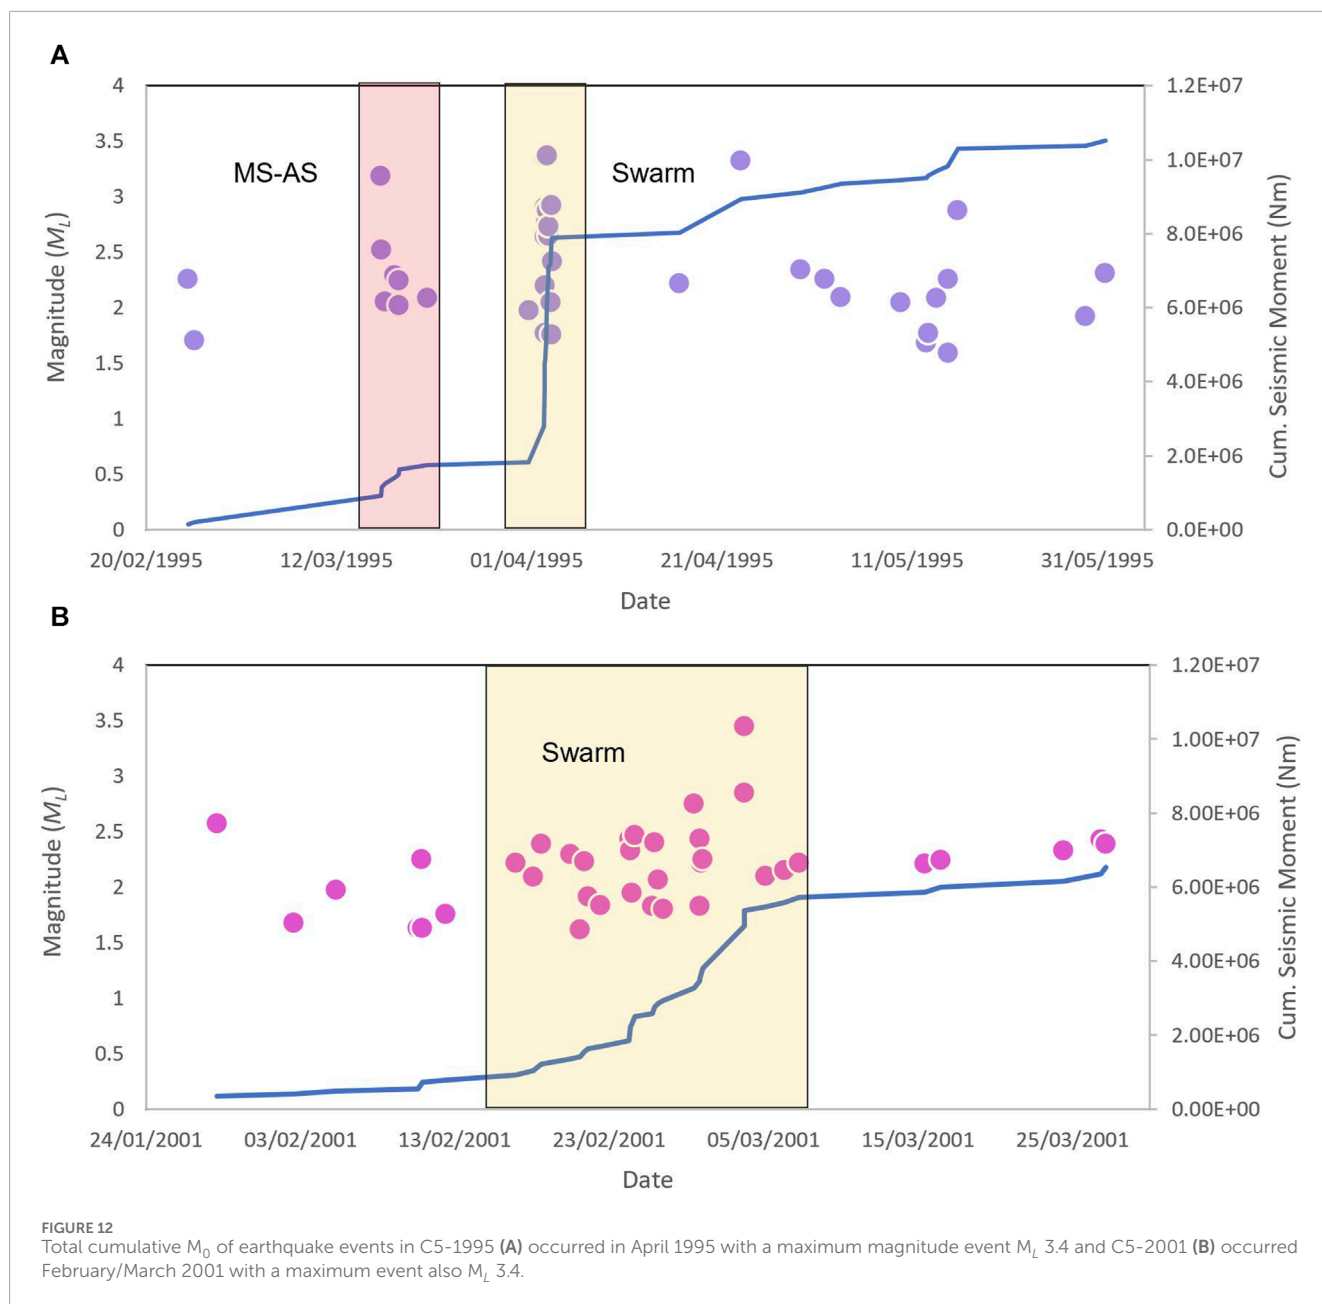 A
4
3.5
3
2.5
2
1.5
1
0.5
0
Magnitude (M_L)
MS-AS
Swarm
1.2E+07
1.0E+07
8.0E+06
6.0E+06
4.0E+06
2.0E+06
0.0E+00
Cum. Seismic Moment (Nm)
20/02/1995 12/03/1995 01/04/1995 21/04/1995 11/05/1995 31/05/1995
Date
B
4
3.5
3
2.5
2
1.5
1
0.5
0
Magnitude (M_L)
Swarm
1.20E+07
1.00E+07
8.00E+06
6.00E+06
4.00E+06
2.00E+06
0.00E+00
Cum. Seismic Moment (Nm)
24/01/2001 03/02/2001 13/02/2001 23/02/2001 05/03/2001 15/03/2001 25/03/2001
Date
FIGURE 12
Total cumulative M₀ of earthquake events in C5-1995 (A) occurred in April 1995 with a maximum magnitude event M_L 3.4 and C5-2001 (B) occurred
February/March 2001 with a maximum event also M_L 3.4.